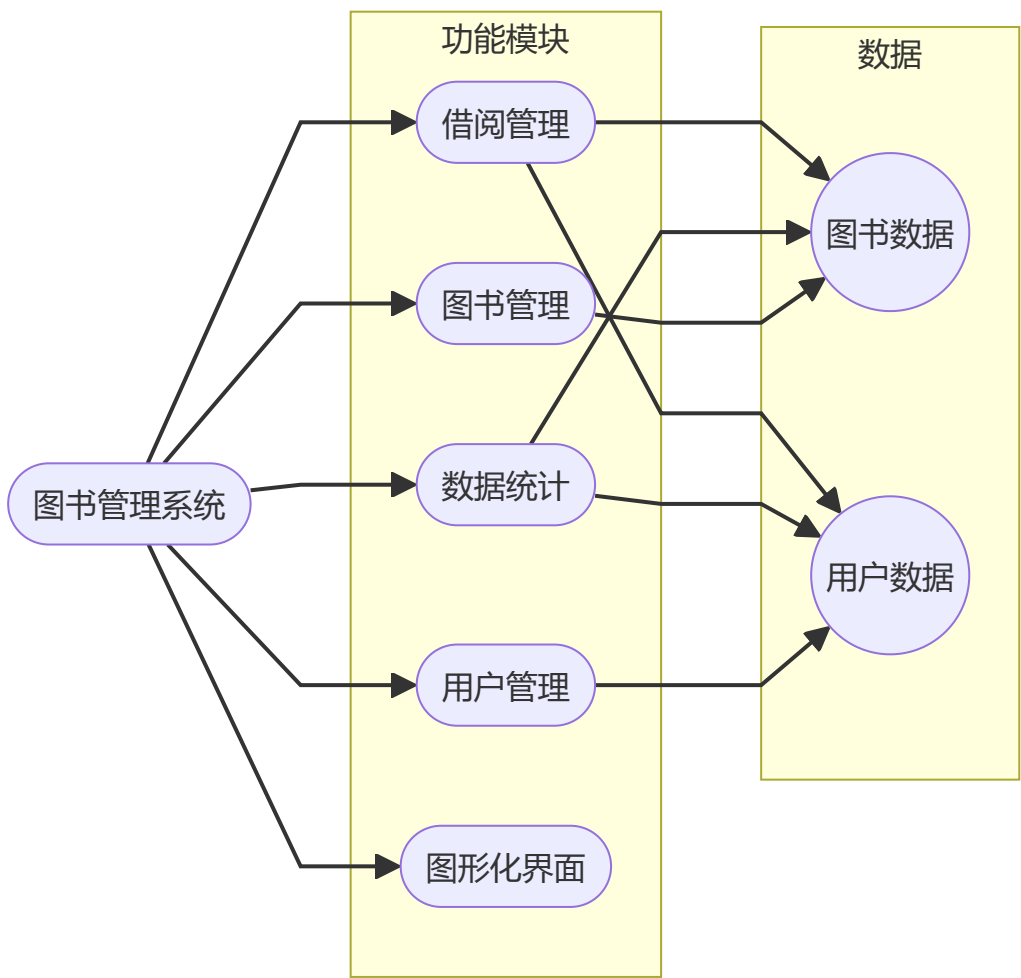 图书管理系统
功能模块
借阅管理
图书管理
数据统计
用户管理
图形化界面
数据
图书数据
用户数据